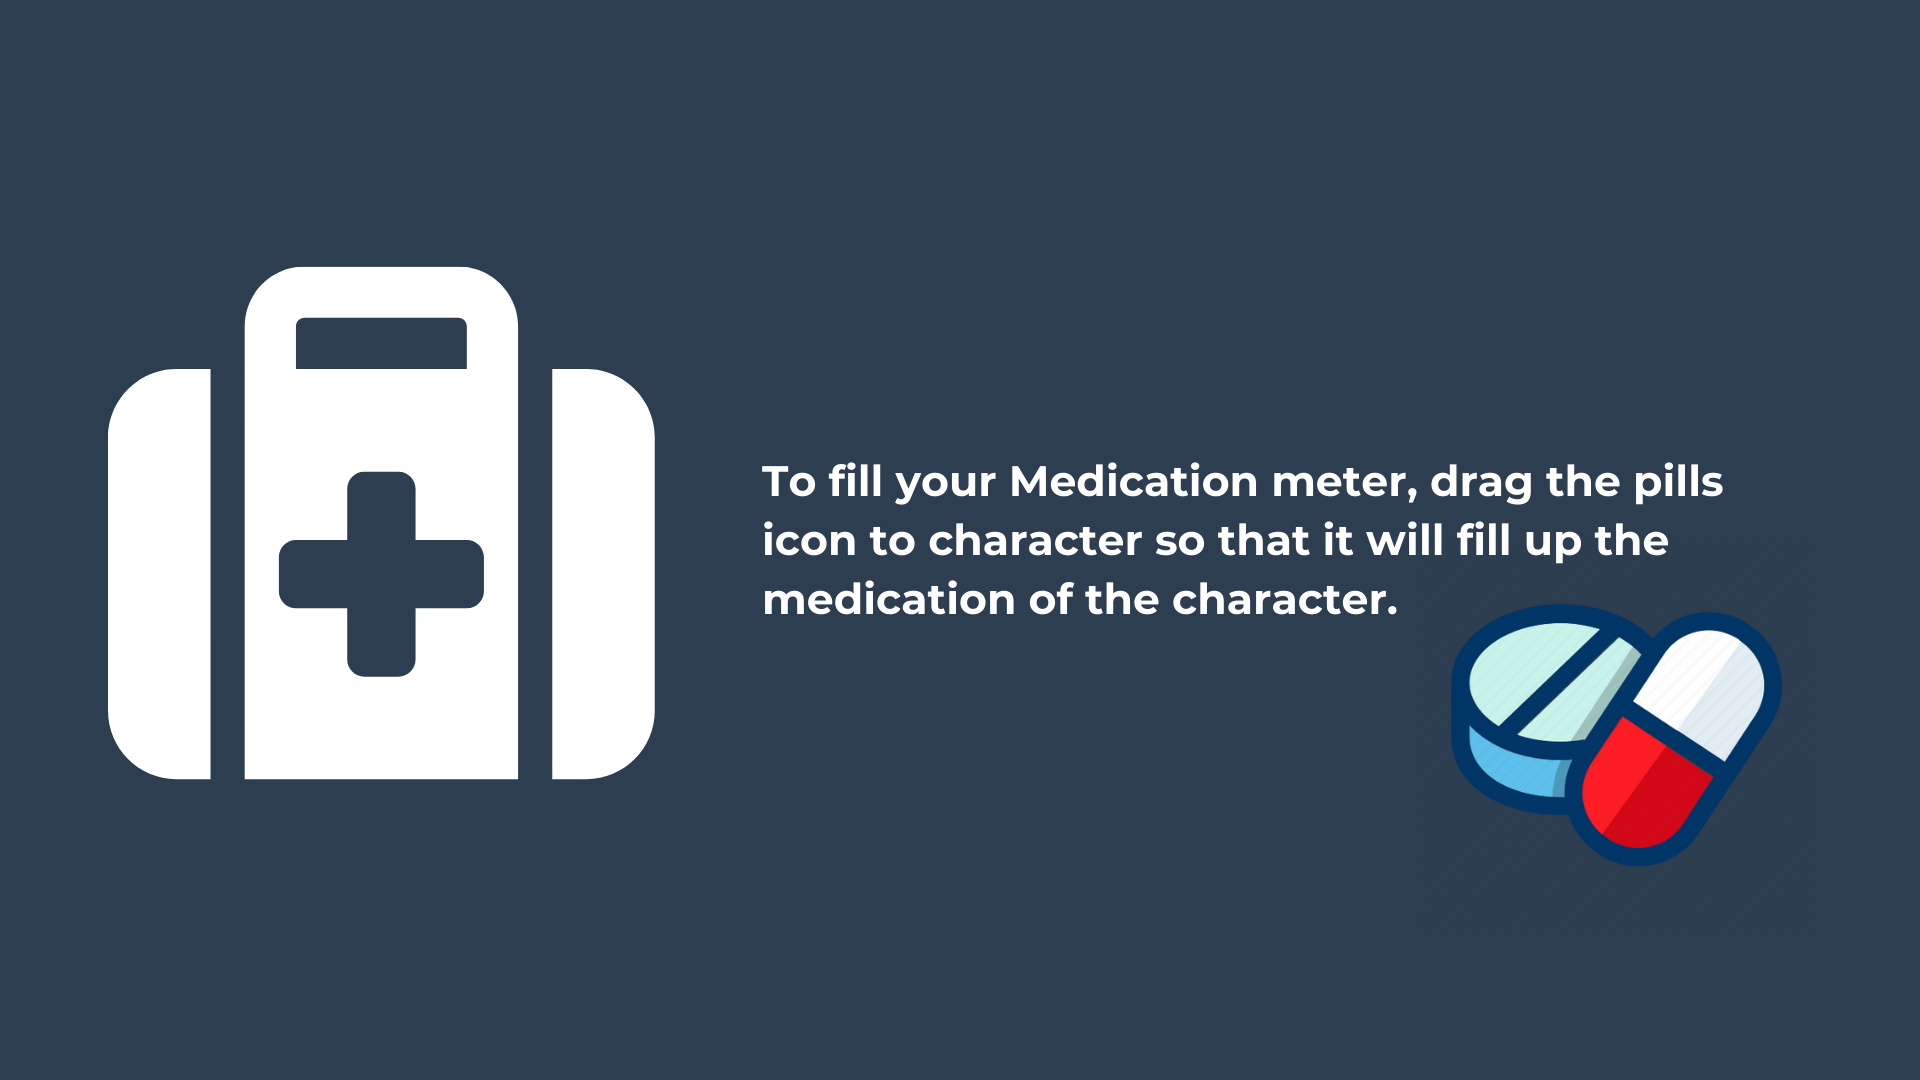 To fill your Medication meter, drag the pills
icon to character so that it will fill up the
medication of the character.